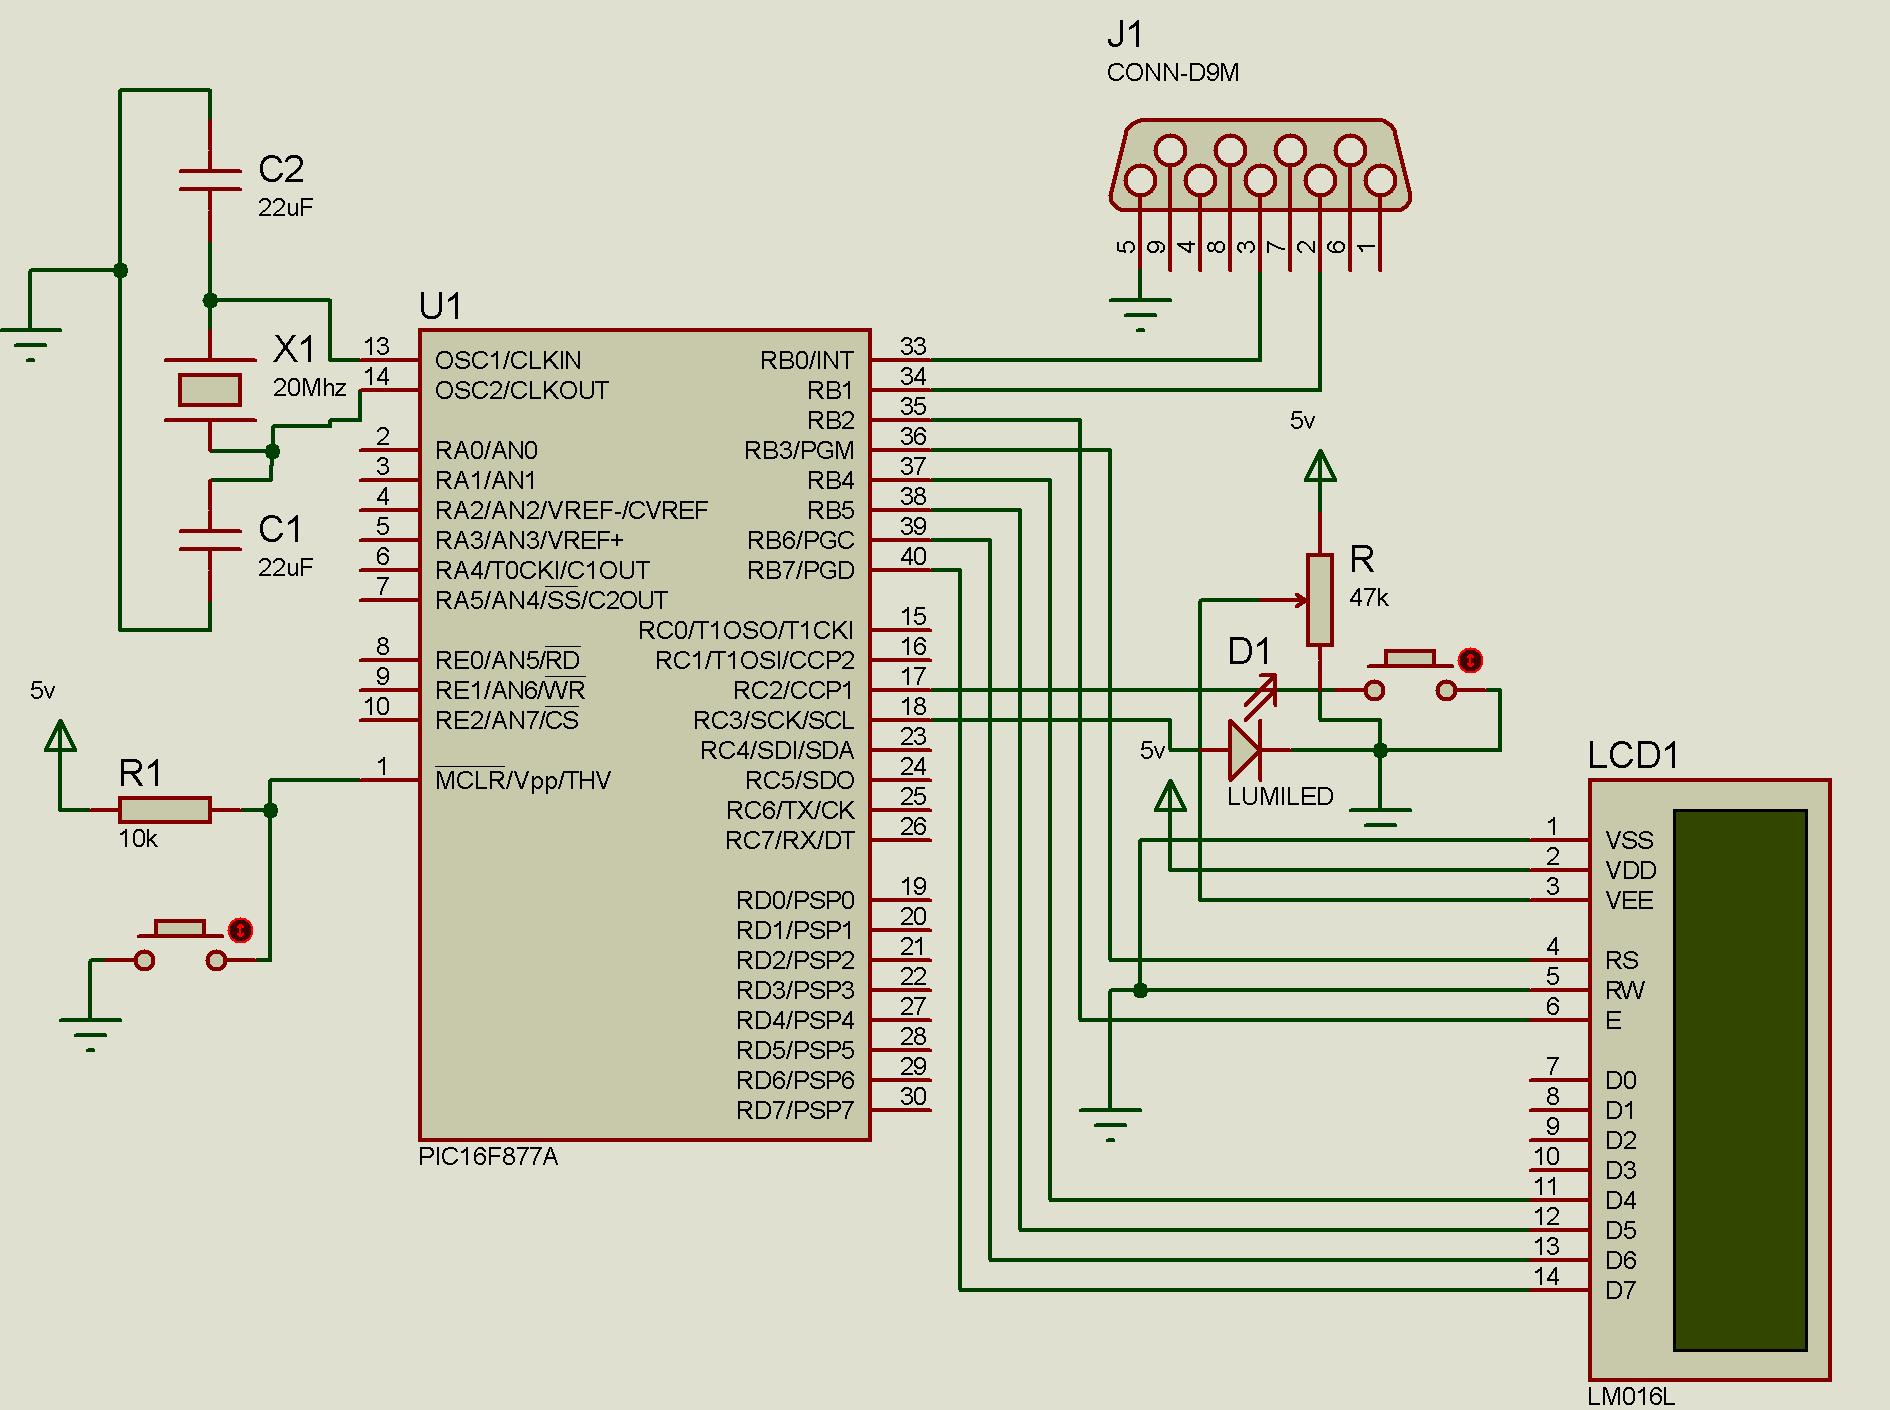 J1
CONN-D9M
5 9 4 8 3 7 2 6 1
C2
22uF
X1
20Mhz
C1
22uF
5v
R1
10k
U1
13 OSC1/CLKIN
14 OSC2/CLKOUT
2 RA0/AN0
3 RA1/AN1
4 RA2/AN2/VREF-/CVREF
5 RA3/AN3/VREF+
6 RA4/T0CKI/C1OUT
7 RA5/AN4/SS/C2OUT
8 RE0/AN5/RD
9 RE1/AN6/WR
10 RE2/AN7/CS
1 MCLR/Vpp/THV
RB0/INT 33
RB1 34
RB2 35
RB3/PGM 36
RB4 37
RB5 38
RB6/PGC 39
RB7/PGD 40
RC0/T1OSO/T1CKI 15
RC1/T1OSI/CCP2 16
RC2/CCP1 17
RC3/SCK/SCL 18
RC4/SDI/SDA 23
RC5/SDO 24
RC6/TX/CK 25
RC7/RX/DT 26
RD0/PSP0 19
RD1/PSP1 20
RD2/PSP2 21
RD3/PSP3 22
RD4/PSP4 27
RD5/PSP5 28
RD6/PSP6 29
RD7/PSP7 30
PIC16F877A
5v
R
47k
D1
LUMILED
5v
LCD1
1 VSS
2 VDD
3 VEE
4 RS
5 RW
6 E
7 D0
8 D1
9 D2
10 D3
11 D4
12 D5
13 D6
14 D7
LM016L